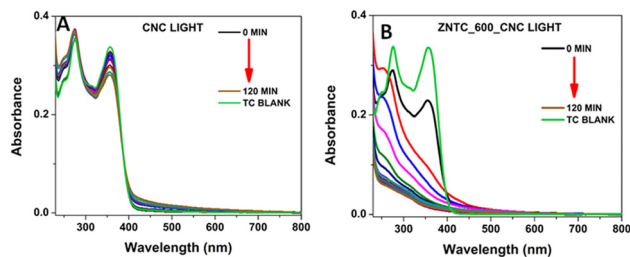 A
CNC LIGHT
0 MIN
120 MIN
TC BLANK
Absorbance
0.4
0.2
0.0
300 400 500 600 700 800
Wavelength (nm)
B
ZNTC_600_CNC LIGHT
0 MIN
120 MIN
TC BLANK
Absorbance
0.4
0.2
0.0
300 400 500 600 700 800
Wavelength (nm)